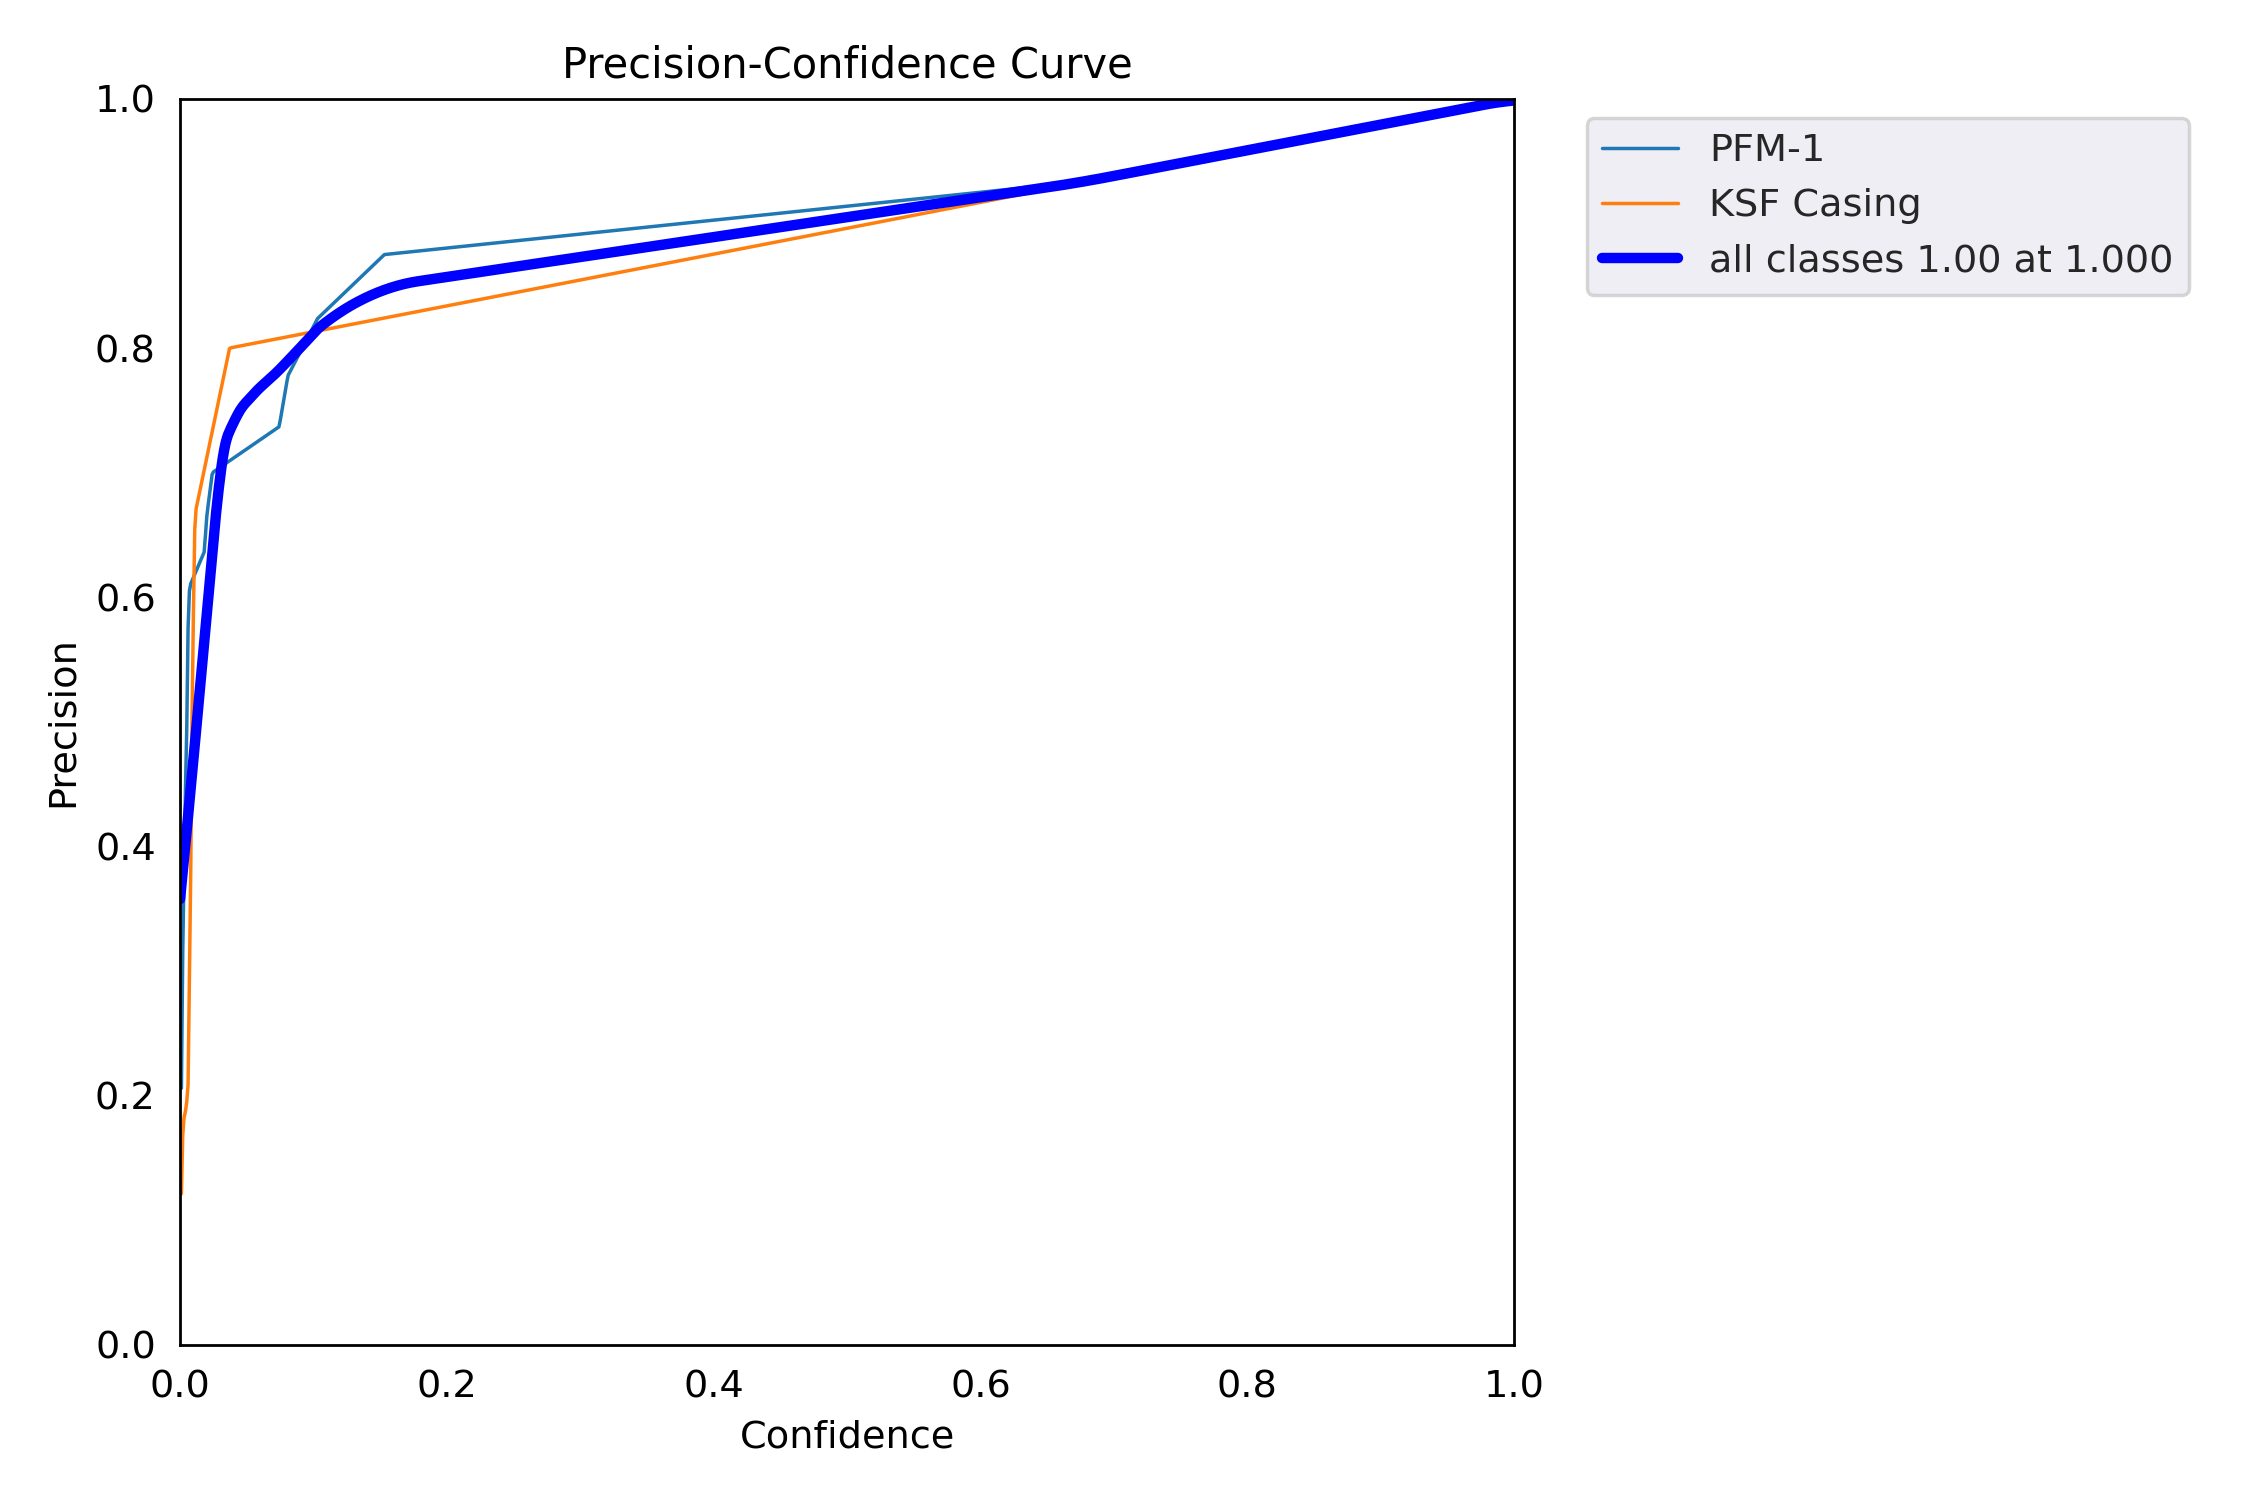 Precision-Confidence Curve
1.0
0.8
0.6
0.4
0.2
0.0
Precision
0.0 0.2 0.4 0.6 0.8 1.0
Confidence
PFM-1
KSF Casing
all classes 1.00 at 1.000